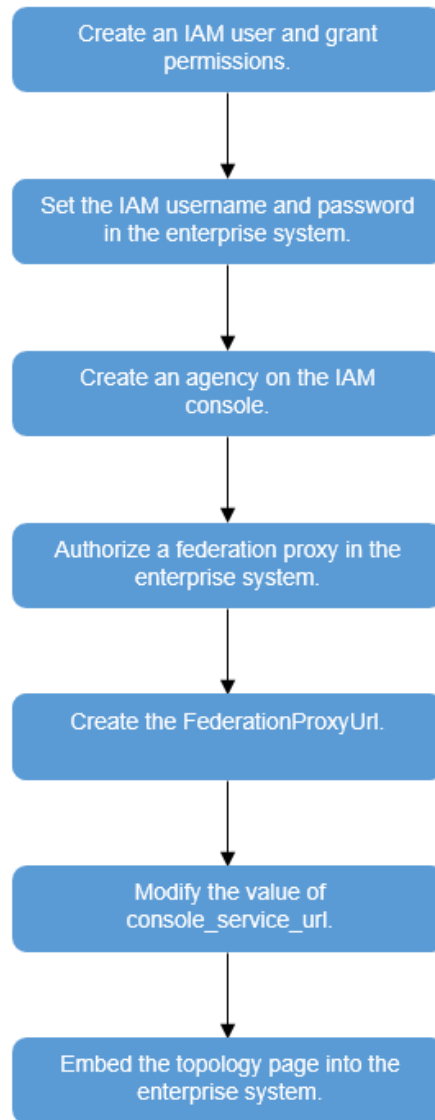 Create an IAM user and grant
permissions.
Set the IAM username and password
in the enterprise system.
Create an agency on the IAM
console.
Authorize a federation proxy in the
enterprise system.
Create the FederationProxyUrl.
Modify the value of
console_service_url.
Embed the topology page into the
enterprise system.